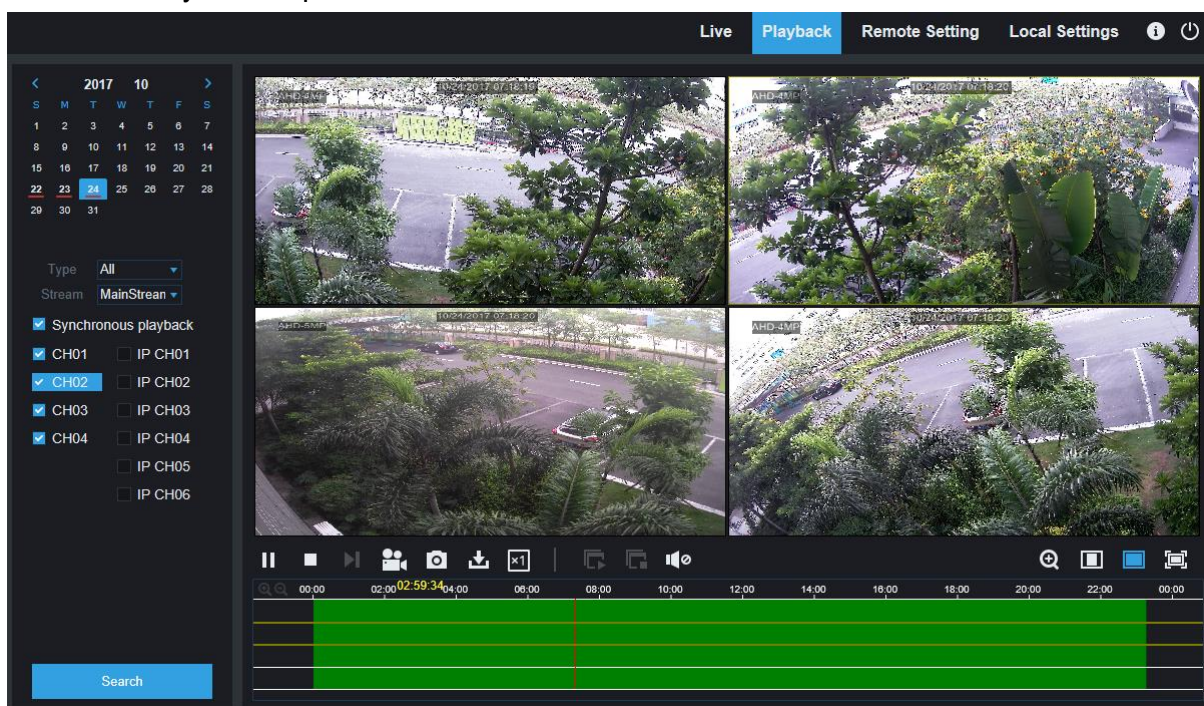 Live Playback Remote Setting Local Settings
2017 10
S M T W T F S
1 2 3 4 5 6 7
8 9 10 11 12 13 14
15 16 17 18 19 20 21
22 23 24 25 26 27 28
29 30 31
Type All
Stream MainStrean
Synchronous playback
CH01 IP CH01
CH02 IP CH02
CH03 IP CH03
CH04 IP CH04
IP CH05
IP CH06
Search
AHD-4MP 10/24/2017 07:18:19
AHD-4MP 10/24/2017 07:18:20
AHD-5MP 10/24/2017 07:18:20
AHD-4MP 10/24/2017 07:18:20
×1
00:00 02:00 02:59:34 04:00 06:00 08:00 10:00 12:00 14:00 16:00 18:00 20:00 22:00 00:00